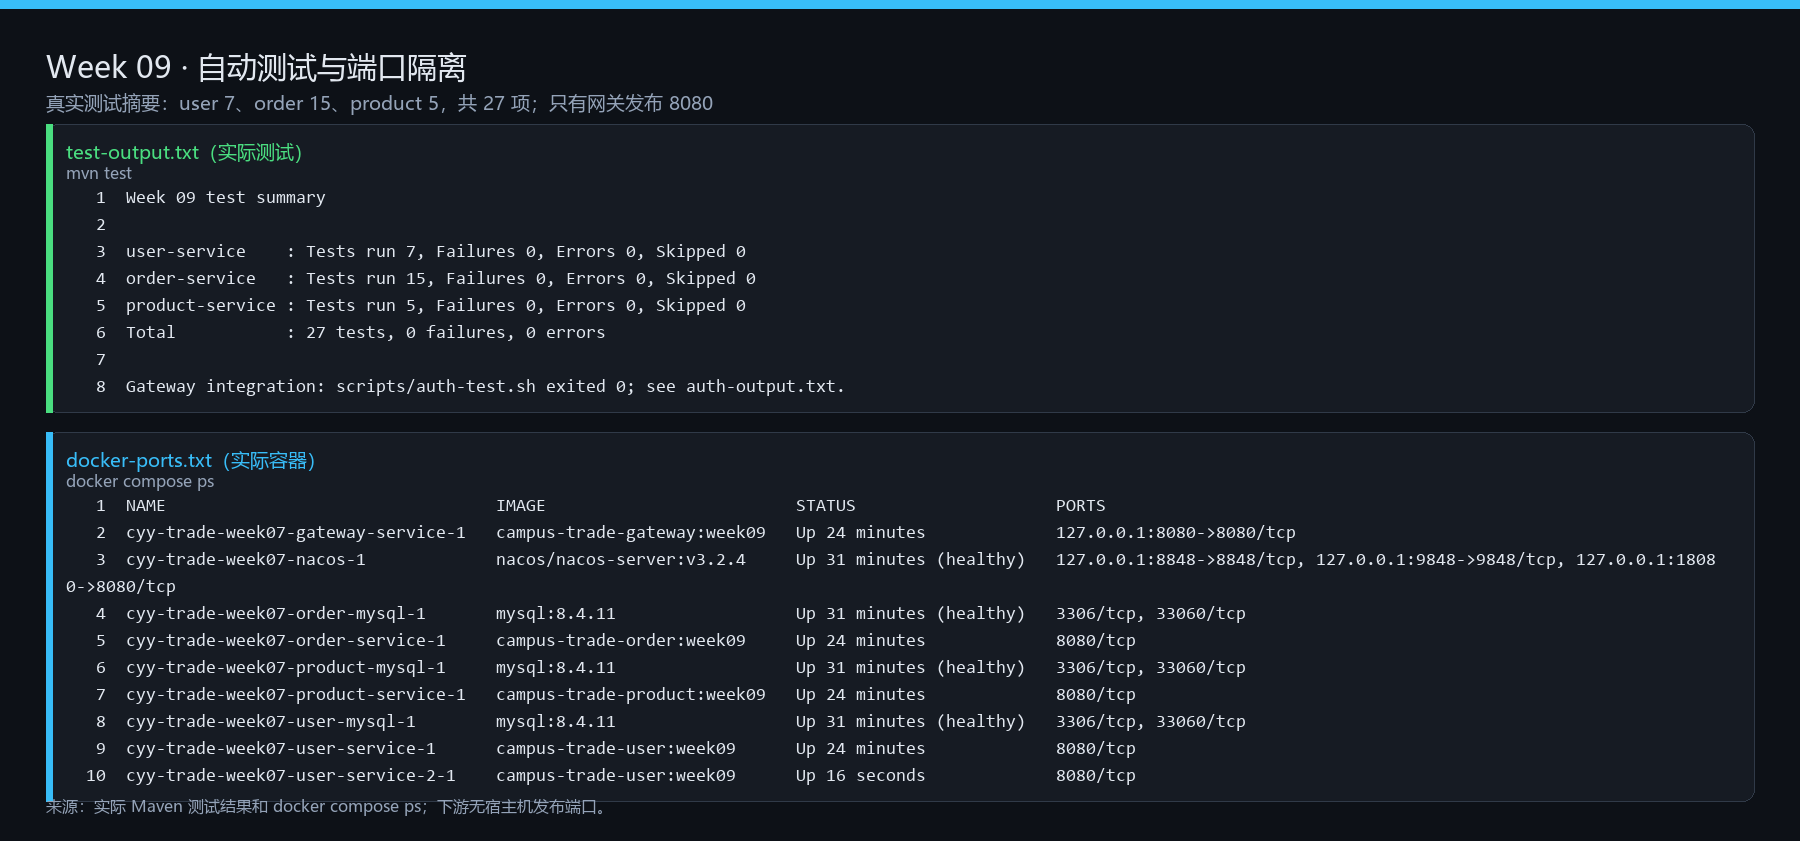 Week 09 · 自动测试与端口隔离
真实测试摘要：user 7、order 15、product 5，共 27 项；只有网关发布 8080
test-output.txt（实际测试）
mvn test
1 Week 09 test summary
2
3 user-service    : Tests run 7, Failures 0, Errors 0, Skipped 0
4 order-service   : Tests run 15, Failures 0, Errors 0, Skipped 0
5 product-service : Tests run 5, Failures 0, Errors 0, Skipped 0
6 Total           : 27 tests, 0 failures, 0 errors
7
8 Gateway integration: scripts/auth-test.sh exited 0; see auth-output.txt.
docker-ports.txt（实际容器）
docker compose ps
1 NAME                                 IMAGE                         STATUS                    PORTS
2 cyy-trade-week07-gateway-service-1   campus-trade-gateway:week09   Up 24 minutes             127.0.0.1:8080->8080/tcp
3 cyy-trade-week07-nacos-1             nacos/nacos-server:v3.2.4     Up 31 minutes (healthy)   127.0.0.1:8848->8848/tcp, 127.0.0.1:9848->9848/tcp, 127.0.0.1:1808
0->8080/tcp
4 cyy-trade-week07-order-mysql-1       mysql:8.4.11                  Up 31 minutes (healthy)   3306/tcp, 33060/tcp
5 cyy-trade-week07-order-service-1     campus-trade-order:week09     Up 24 minutes             8080/tcp
6 cyy-trade-week07-product-mysql-1     mysql:8.4.11                  Up 31 minutes (healthy)   3306/tcp, 33060/tcp
7 cyy-trade-week07-product-service-1   campus-trade-product:week09   Up 24 minutes             8080/tcp
8 cyy-trade-week07-user-mysql-1        mysql:8.4.11                  Up 31 minutes (healthy)   3306/tcp, 33060/tcp
9 cyy-trade-week07-user-service-1      campus-trade-user:week09      Up 24 minutes             8080/tcp
10 cyy-trade-week07-user-service-2-1    campus-trade-user:week09      Up 16 seconds             8080/tcp
来源：实际 Maven 测试结果和 docker compose ps；下游无宿主机发布端口。